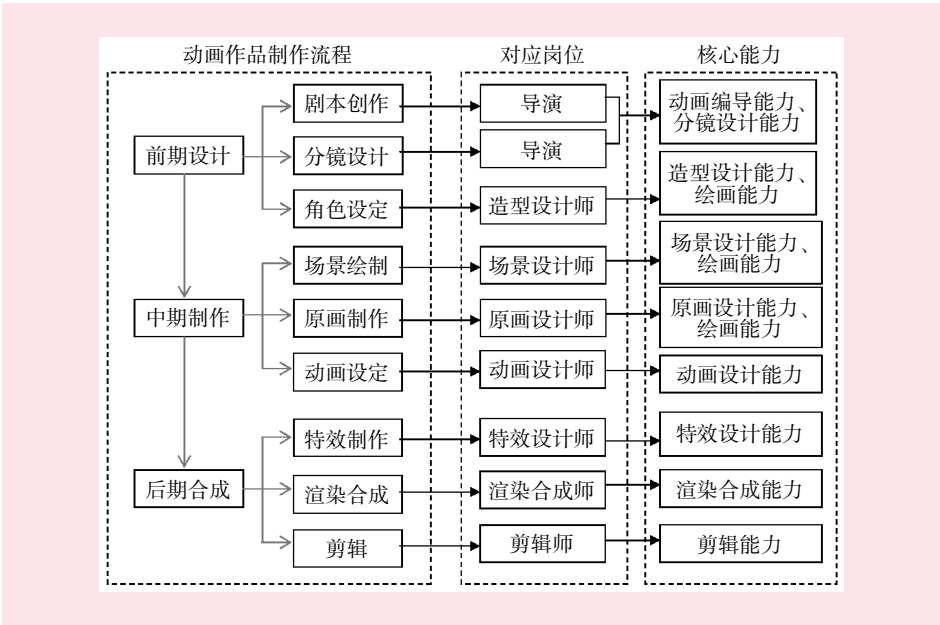 动画作品制作流程
对应岗位
核心能力
前期设计
剧本创作
分镜设计
角色设定
导演
导演
造型设计师
动画编导能力、
分镜设计能力
造型设计能力、
绘画能力
中期制作
场景绘制
原画制作
动画设定
场景设计师
原画设计师
动画设计师
场景设计能力、
绘画能力
原画设计能力、
绘画能力
动画设计能力
后期合成
特效制作
渲染合成
剪辑
特效设计师
渲染合成师
剪辑师
特效设计能力
渲染合成能力
剪辑能力